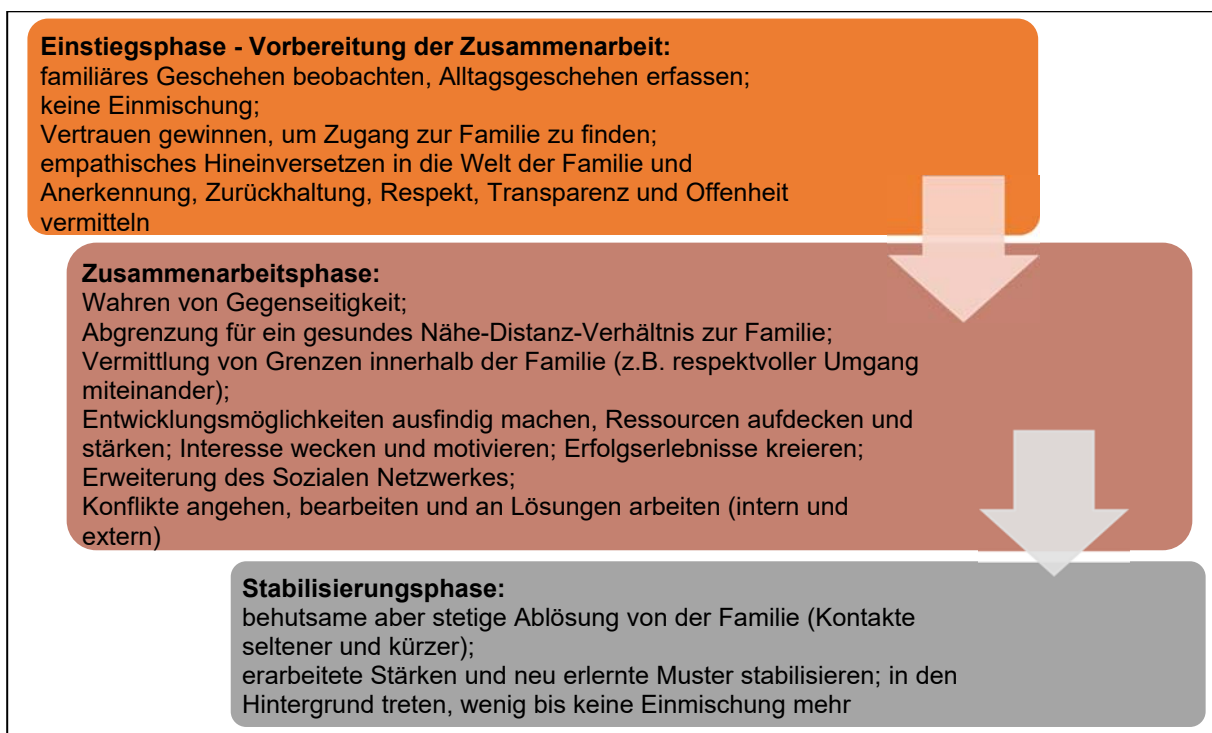 Einstiegsphase - Vorbereitung der Zusammenarbeit:
familiäres Geschehen beobachten, Alltagsgeschehen erfassen;
keine Einmischung;
Vertrauen gewinnen, um Zugang zur Familie zu finden;
empathisches Hineinversetzen in die Welt der Familie und
Anerkennung, Zurückhaltung, Respekt, Transparenz und Offenheit
vermitteln
Zusammenarbeitsphase:
Wahren von Gegenseitigkeit;
Abgrenzung für ein gesundes Nähe-Distanz-Verhältnis zur Familie;
Vermittlung von Grenzen innerhalb der Familie (z.B. respektvoller Umgang
miteinander);
Entwicklungsmöglichkeiten ausfindig machen, Ressourcen aufdecken und
stärken; Interesse wecken und motivieren; Erfolgserlebnisse kreieren;
Erweiterung des Sozialen Netzwerkes;
Konflikte angehen, bearbeiten und an Lösungen arbeiten (intern und
extern)
Stabilisierungsphase:
behutsame aber stetige Ablösung von der Familie (Kontakte
seltener und kürzer);
erarbeitete Stärken und neu erlernte Muster stabilisieren; in den
Hintergrund treten, wenig bis keine Einmischung mehr